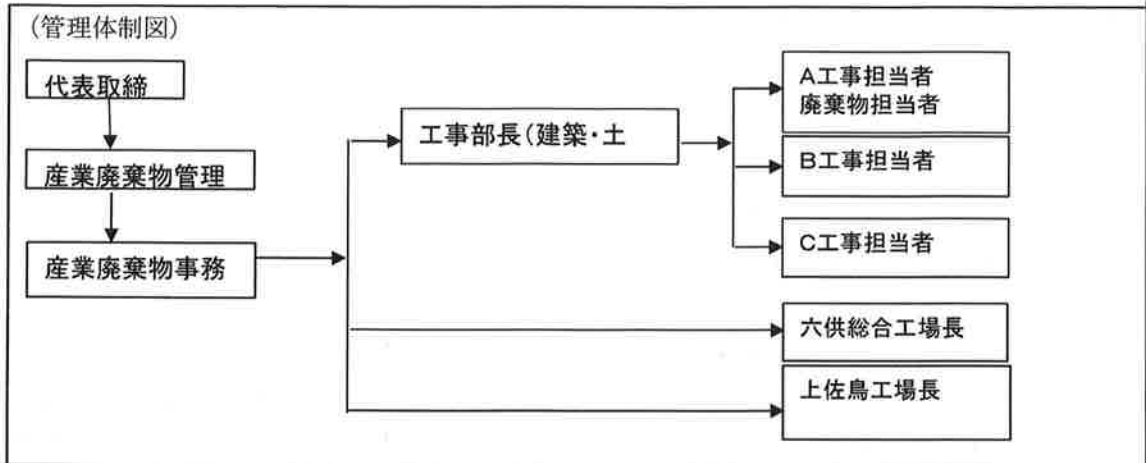 (管理体制図)
代表取締
産業廃棄物管理
産業廃棄物事務
工事部長(建築・土
A工事担当者
廃棄物担当者
B工事担当者
C工事担当者
六供総合工場長
上佐鳥工場長